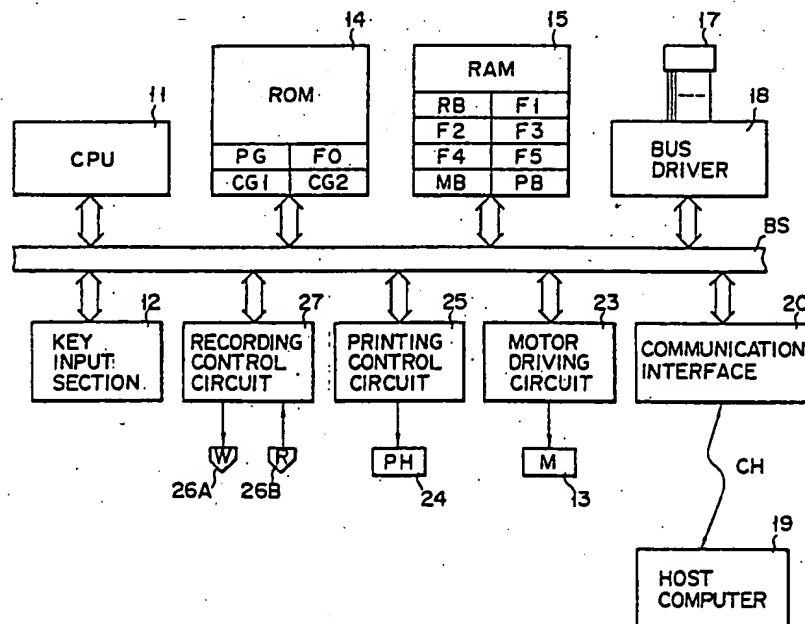 14
15
17
ROM
RAM
11
18
RB F1
CPU
F2 F3
BUS
DRIVER
PG FO
F4 F5
CG1 CG2
MB PB
BS
12
27
25
23
20
KEY
INPUT
SECTION
RECORDING
CONTROL
CIRCUIT
PRINTING
CONTROL
CIRCUIT
MOTOR
DRIVING
CIRCUIT
COMMUNICATION
INTERFACE
W
R
PH
M
26A
26B
24
13
CH
19
HOST
COMPUTER